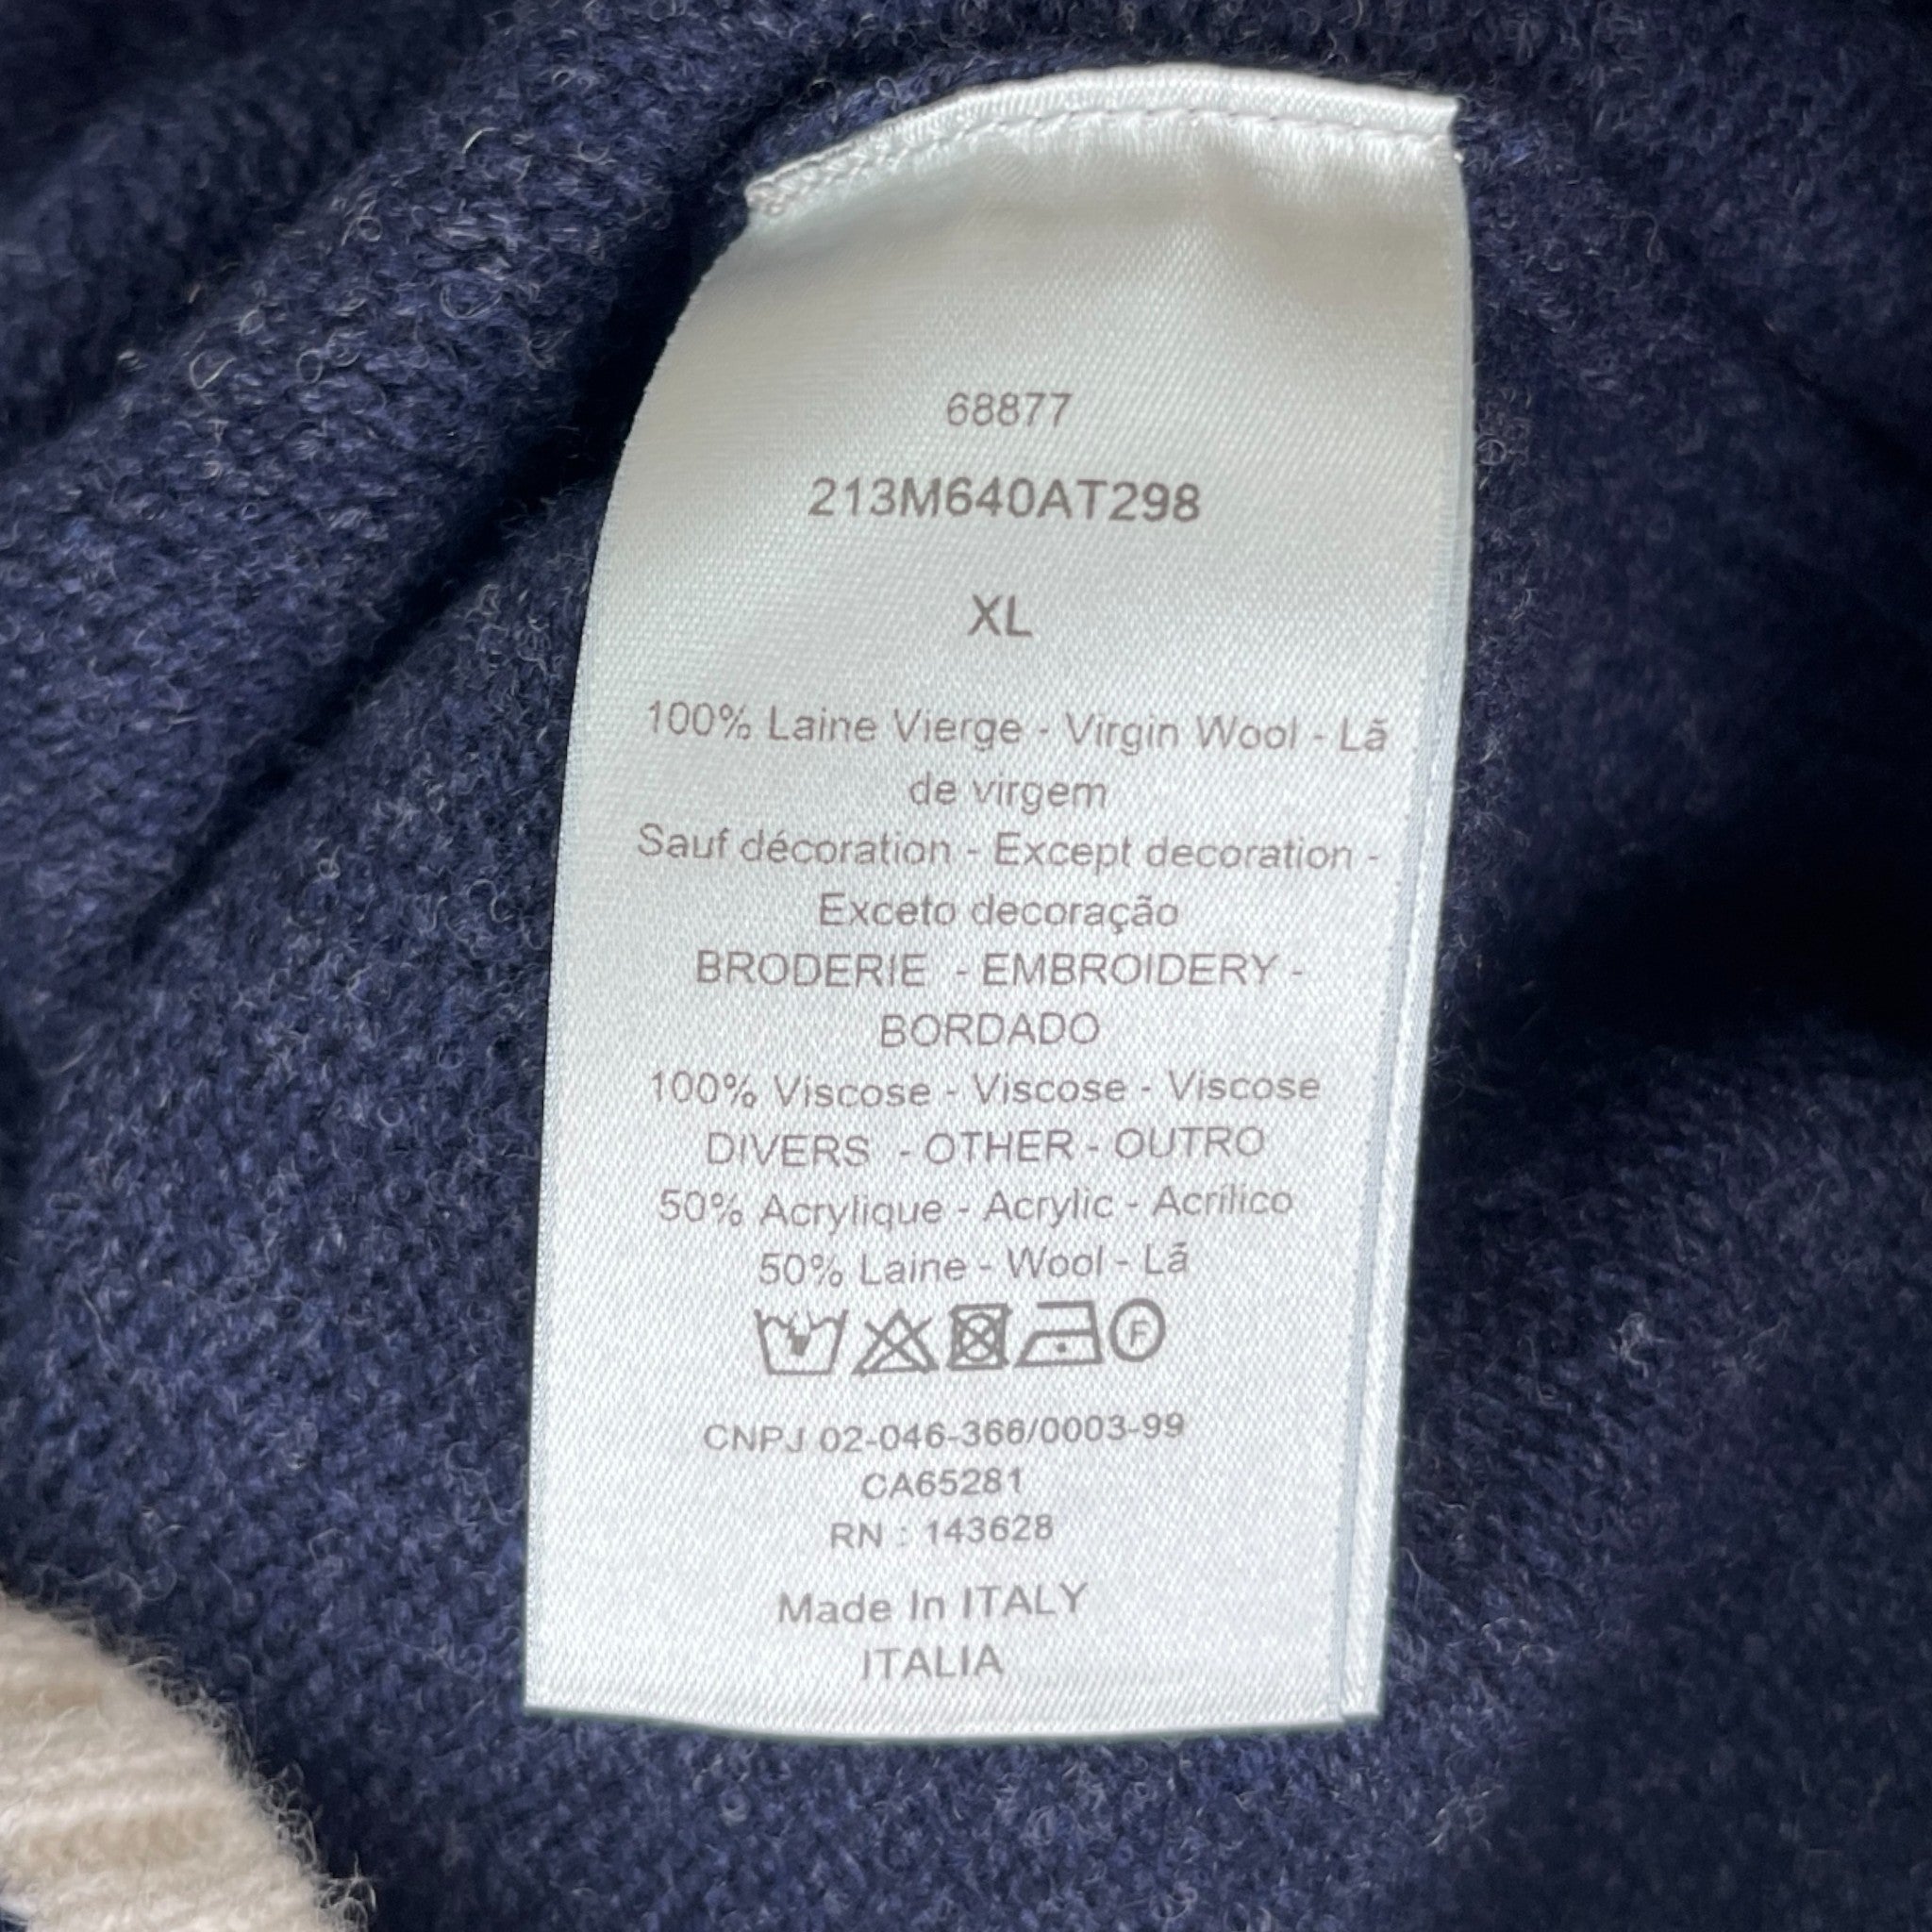 68877
213M640AT298
XL
100% Laine Vierge - Virgin Wool - Lã
de virgem
Sauf décoration - Except decoration -
Exceto decoração
BRODERIE - EMBROIDERY -
BORDADO
100% Viscose - Viscose - Viscose
DIVERS - OTHER - OUTRO
50% Acrylique - Acrylic - Acrílico
50% Laine - Wool - Lã
F
CNPJ 02-046-366/0003-99
CA65281
RN : 143628
Made In ITALY
ITALIA